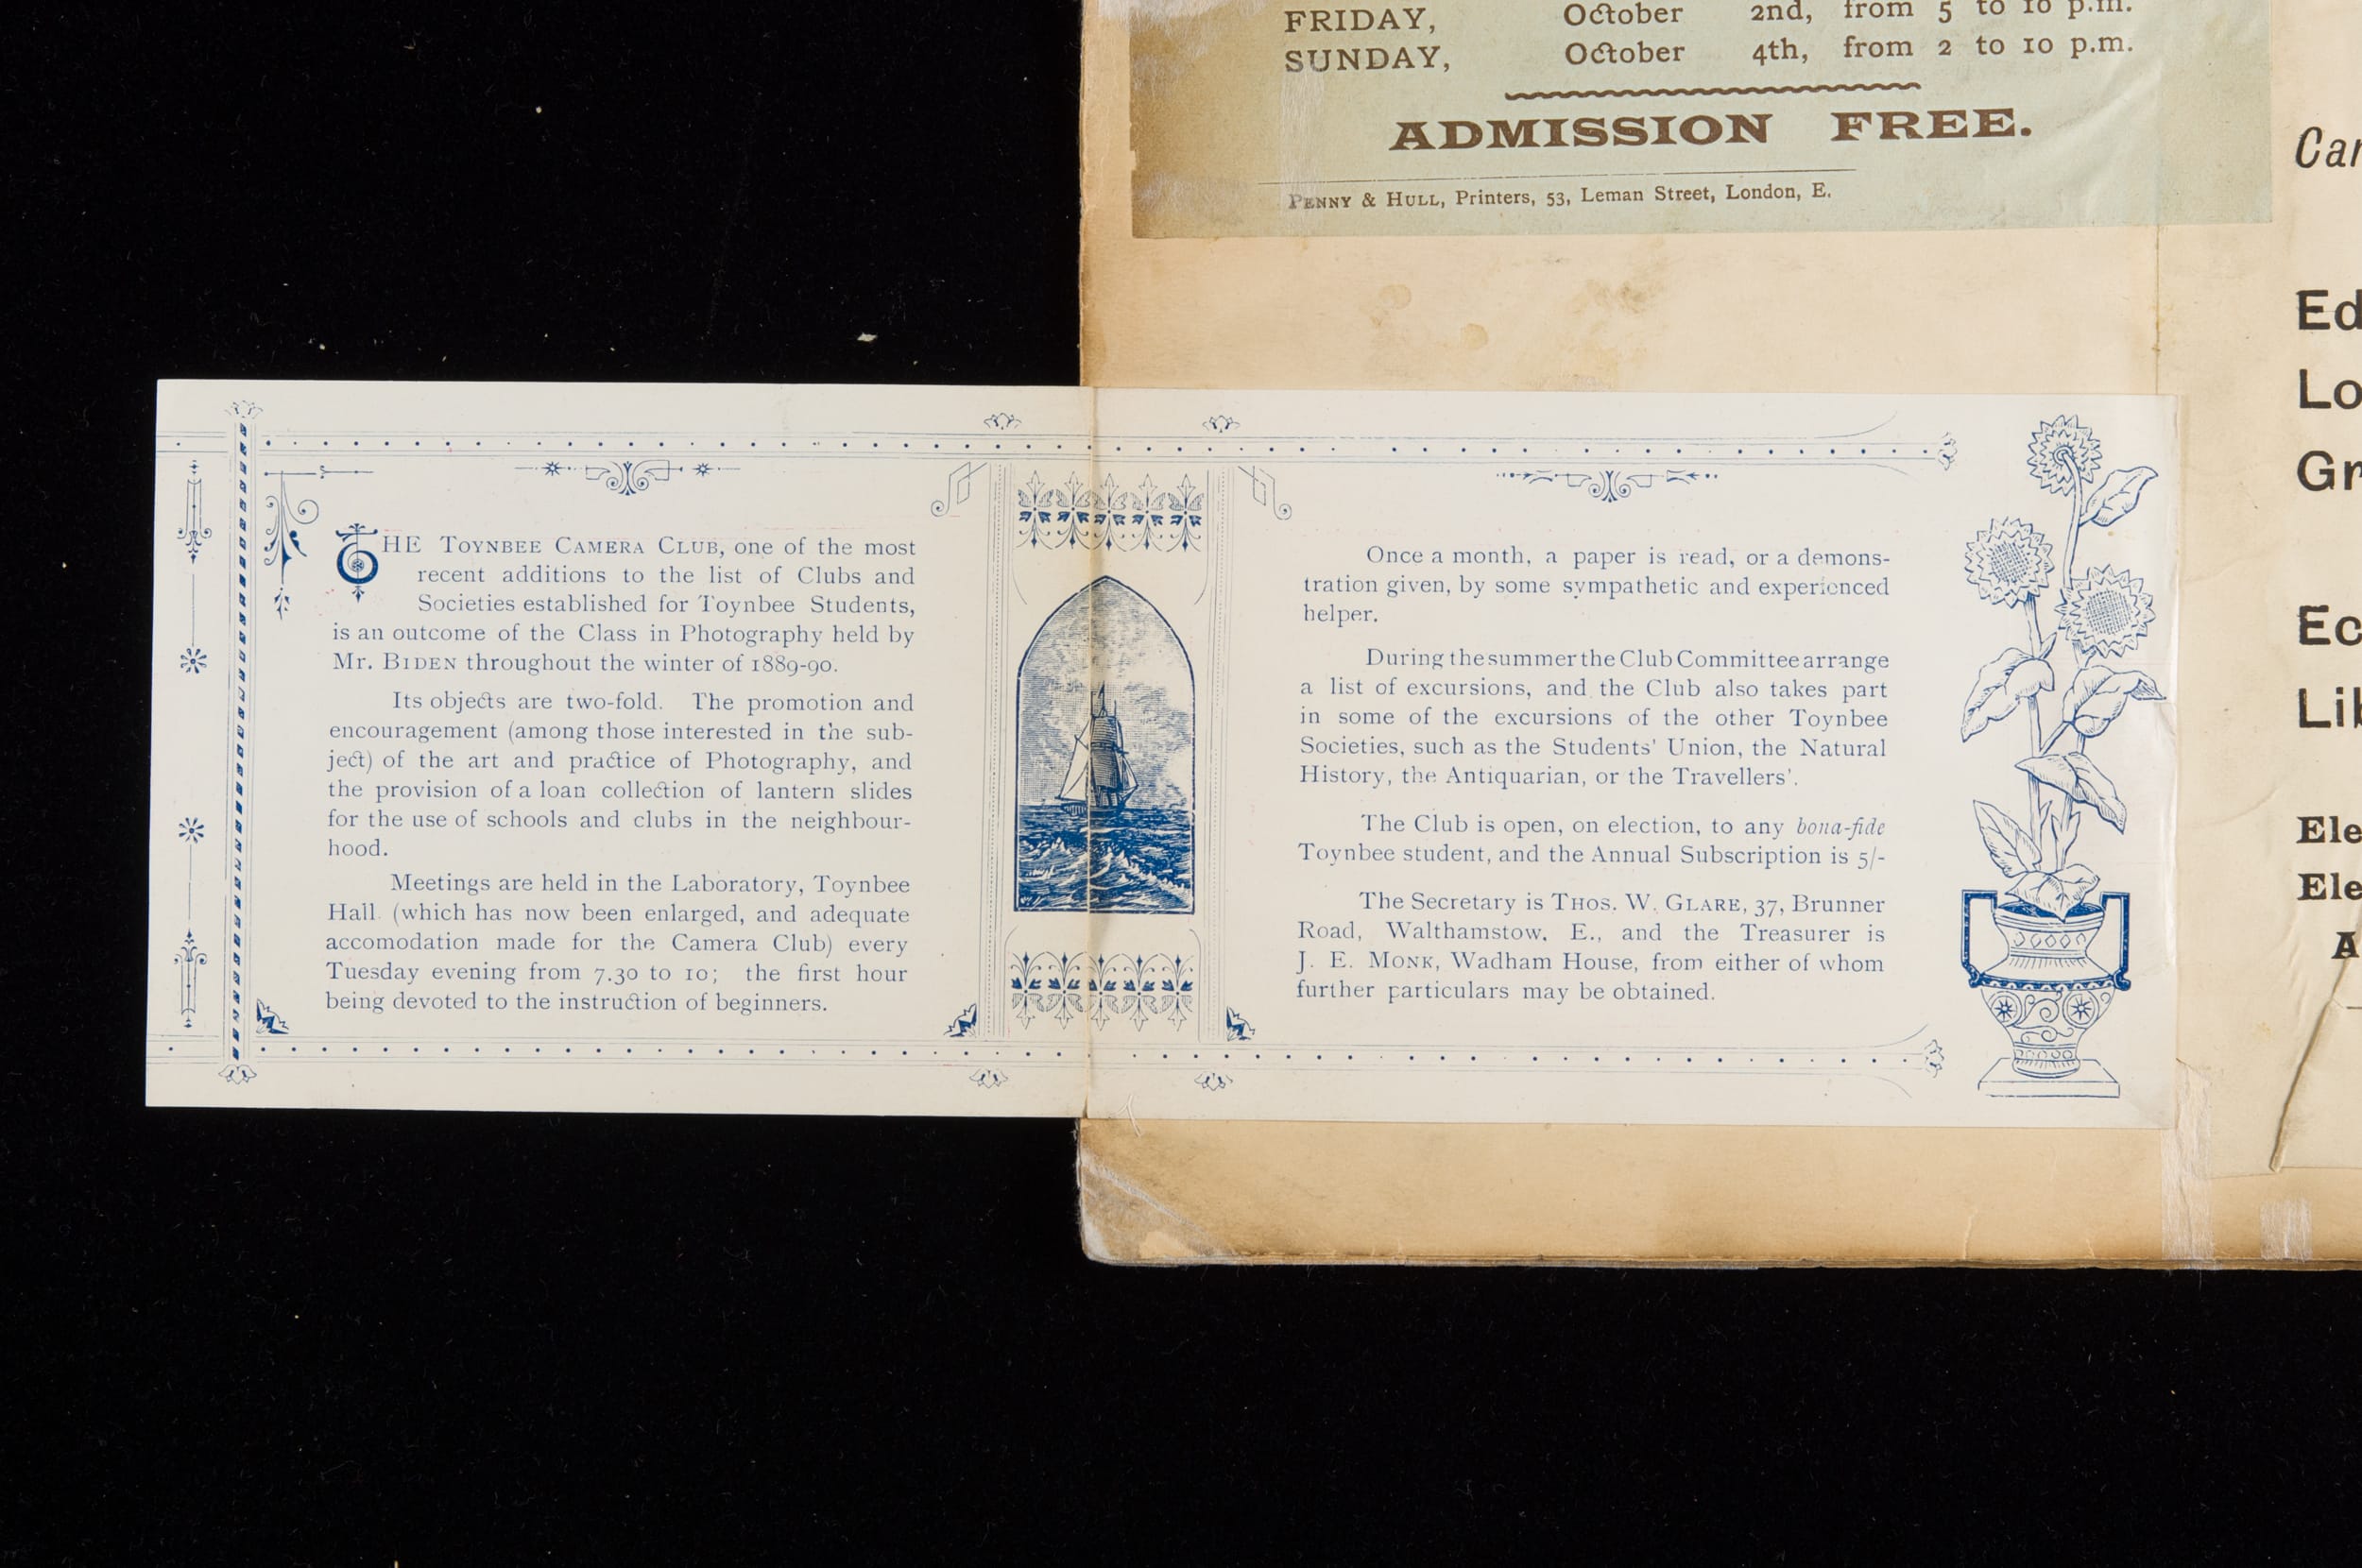 FRIDAY, October 2nd, from 5 to 10 p.m.
SUNDAY, October 4th, from 2 to 10 p.m.
ADMISSION FREE.
PENNY & HULL, Printers, 53, Leman Street, London, E.
THE TOYNBEE CAMERA CLUB, one of the most
recent additions to the list of Clubs and
Societies established for Toynbee Students,
is an outcome of the Class in Photography held by
Mr. BIDEN throughout the winter of 1889-90.
Its objects are two-fold. The promotion and
encouragement (among those interested in the sub-
ject) of the art and practice of Photography, and
the provision of a loan collection of lantern slides
for the use of schools and clubs in the neighbour-
hood.
Meetings are held in the Laboratory, Toynbee
Hall (which has now been enlarged, and adequate
accomodation made for the Camera Club) every
Tuesday evening from 7.30 to 10; the first hour
being devoted to the instruction of beginners.
Once a month, a paper is read, or a demons-
tration given, by some sympathetic and experienced
helper.
During the summer the Club Committee arrange
a list of excursions, and the Club also takes part
in some of the excursions of the other Toynbee
Societies, such as the Students' Union, the Natural
History, the Antiquarian, or the Travellers'.
The Club is open, on election, to any bona-fide
Toynbee student, and the Annual Subscription is 5/-
The Secretary is THOS. W. GLARE, 37, Brunner
Road, Walthamstow, E., and the Treasurer is
J. E. MONK, Wadham House, from either of whom
further particulars may be obtained.
Car
Ed
Lo
Gr
Ec
Lib
Ele
Ele
A